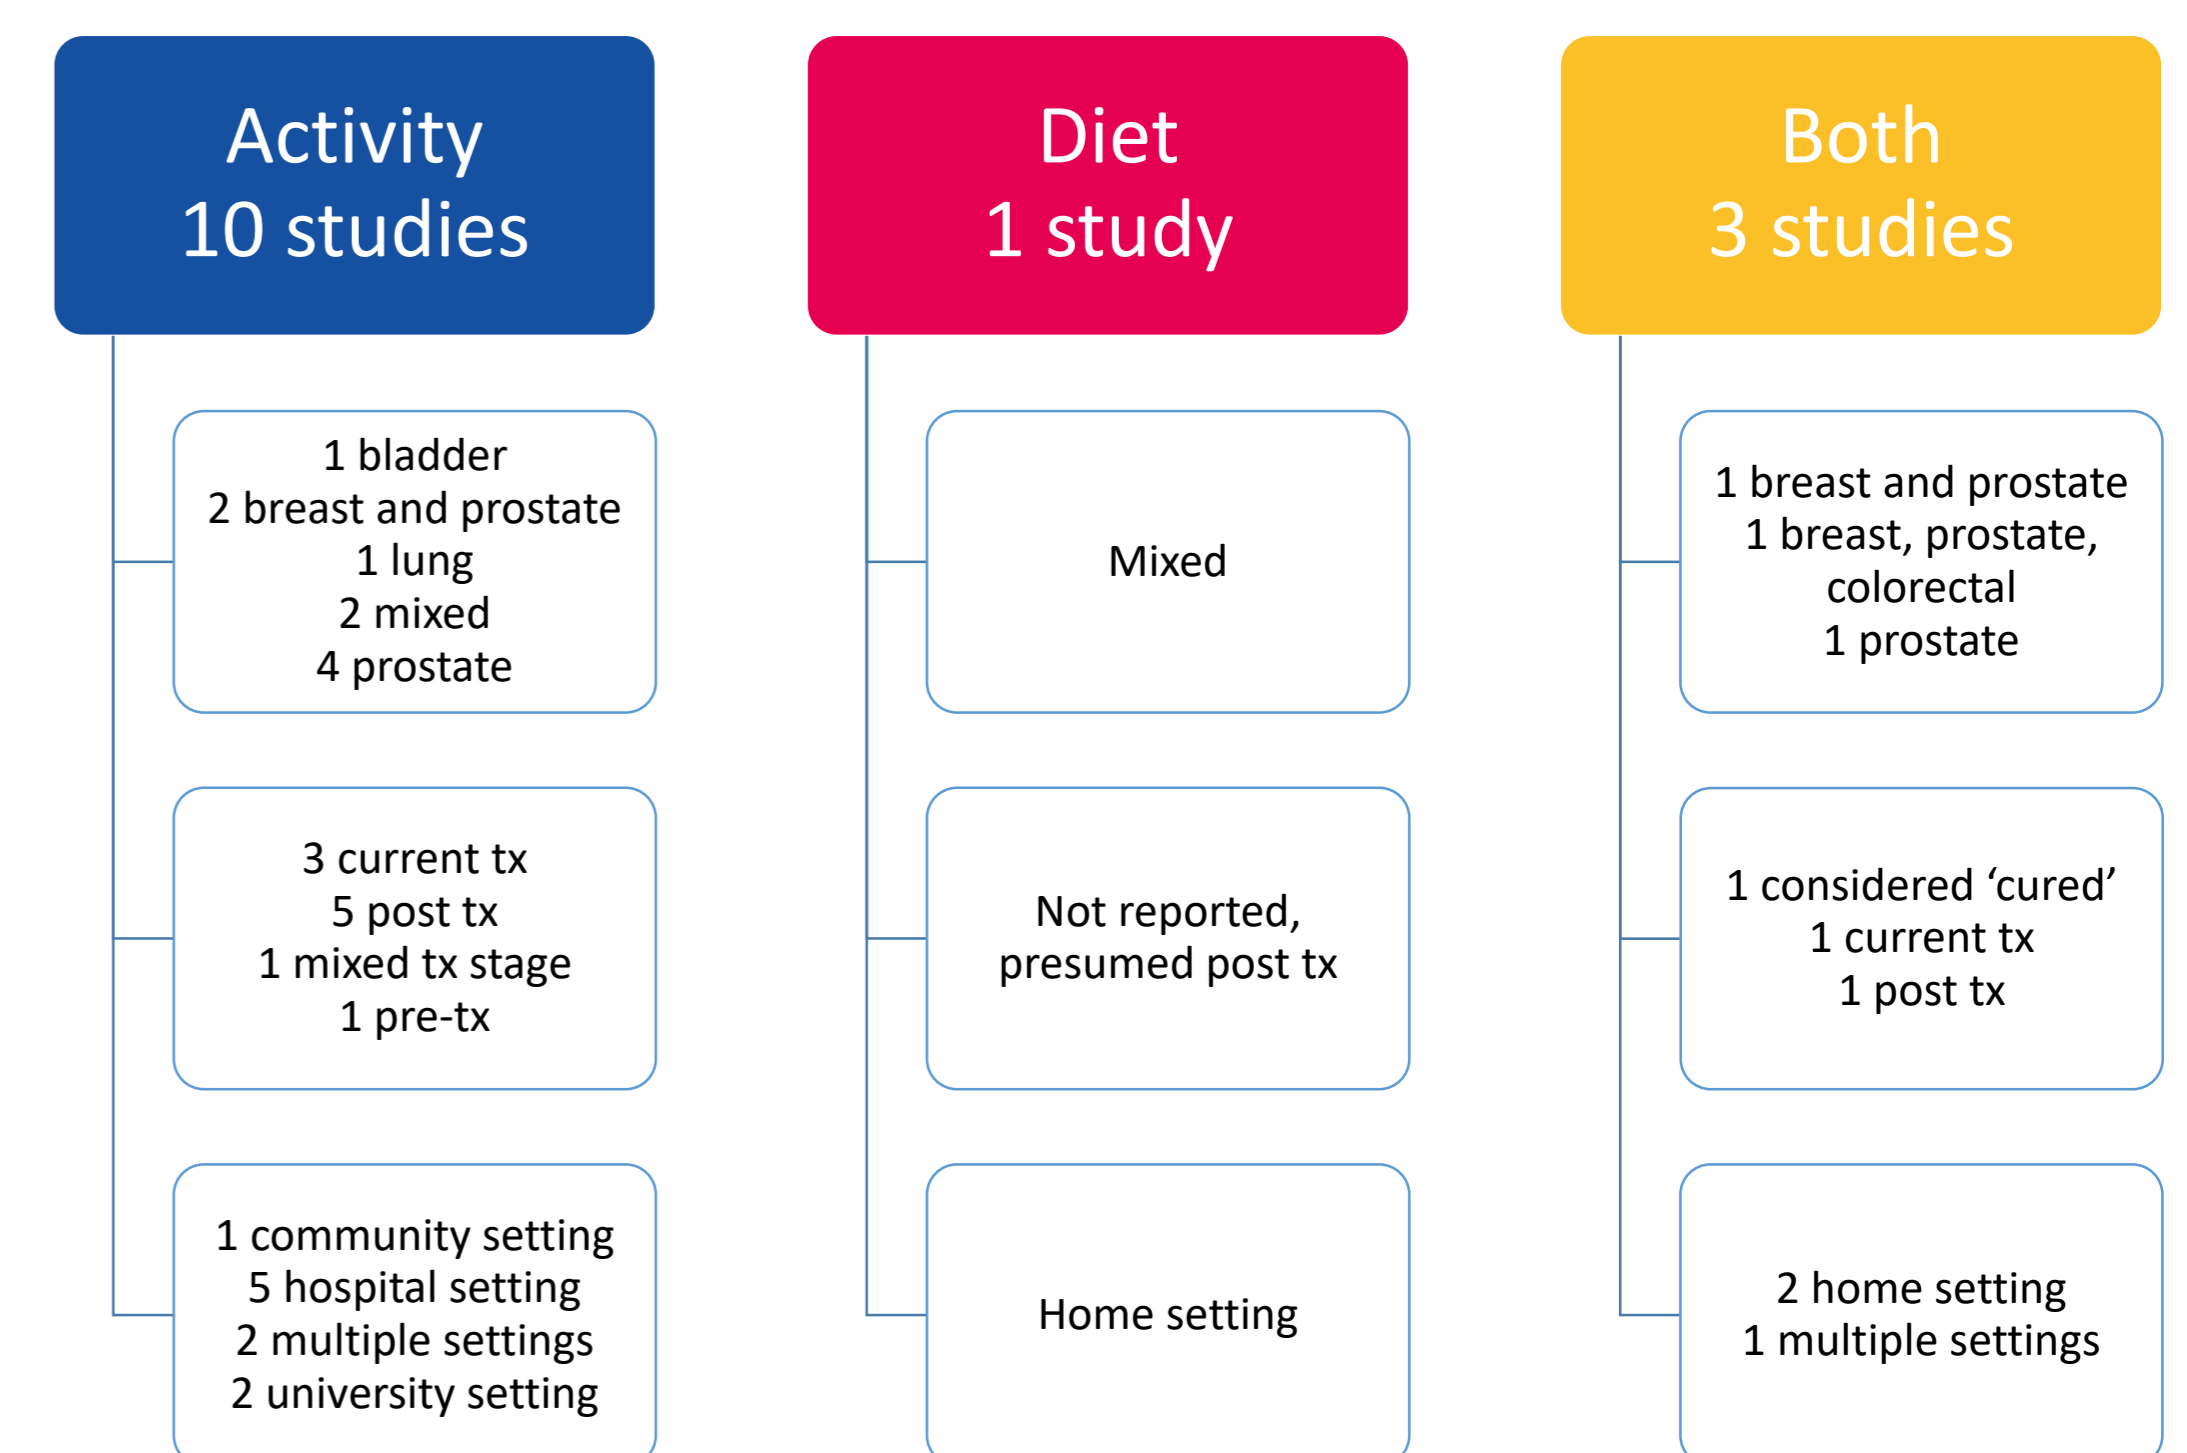 Activity
10 studies
1 bladder
2 breast and prostate
1 lung
2 mixed
4 prostate
3 current tx
5 post tx
1 mixed tx stage
1 pre-tx
1 community setting
5 hospital setting
2 multiple settings
2 university setting
Diet
1 study
Mixed
Not reported,
presumed post tx
Home setting
Both
3 studies
1 breast and prostate
1 breast, prostate,
colorectal
1 prostate
1 considered ‘cured’
1 current tx
1 post tx
2 home setting
1 multiple settings